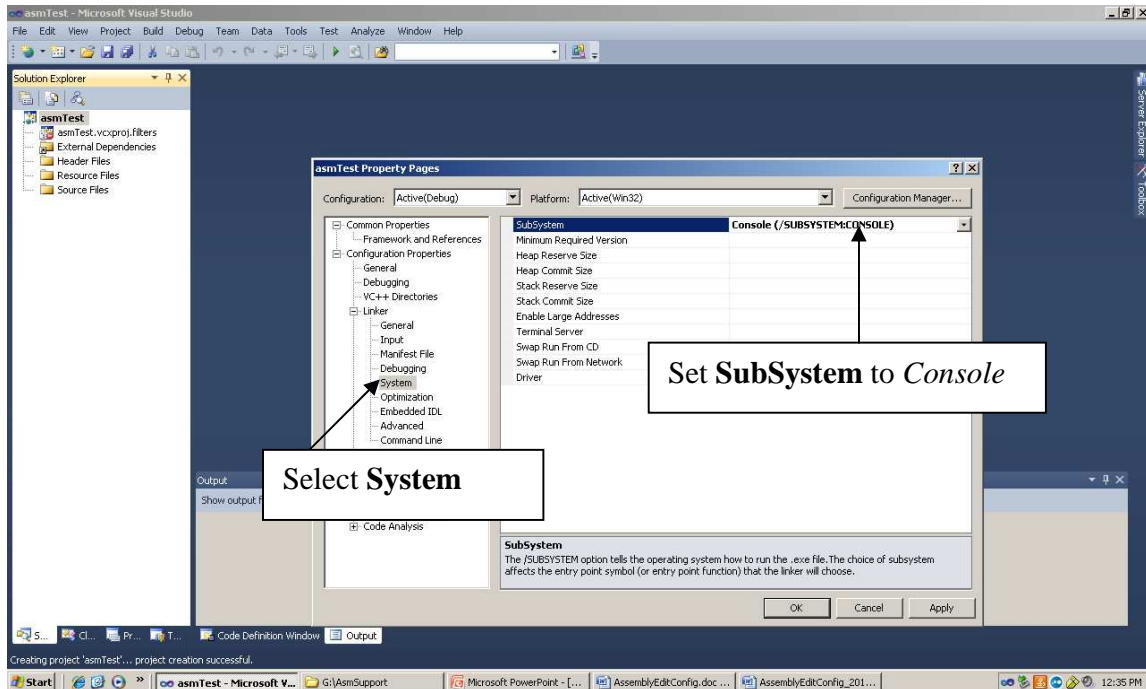 asmTest - Microsoft Visual Studio
File Edit View Project Build Debug Team Data Tools Test Analyze Window Help
Solution Explorer
asmTest
asmTest.vcxproj.filters
External Dependencies
Header Files
Resource Files
Source Files
Server Explorer
Toolbox
asmTest Property Pages
Configuration: Active(Debug) Platform: Active(Win32) Configuration Manager...
Common Properties
Framework and References
Configuration Properties
General
Debugging
VC++ Directories
Linker
General
Input
Manifest File
Debugging
System
Optimization
Embedded IDL
Advanced
Command Line
Code Analysis
SubSystem Console (/SUBSYSTEM:CONSOLE)
Minimum Required Version
Heap Reserve Size
Heap Commit Size
Stack Reserve Size
Stack Commit Size
Enable Large Addresses
Terminal Server
Swap Run From CD
Swap Run From Network
Driver
Set SubSystem to Console
Select System
SubSystem
The /SUBSYSTEM option tells the operating system how to run the .exe file.The choice of subsystem
affects the entry point symbol (or entry point function) that the linker will choose.
OK Cancel Apply
Output
Show output
S... Cl... Pr... T... Code Definition Window Output
Creating project 'asmTest'... project creation successful.
Start asmTest - Microsoft V... G:\AsmSupport Microsoft PowerPoint - [... AssemblyEditConfig.doc ... AssemblyEditConfig_201... 12:35 PM